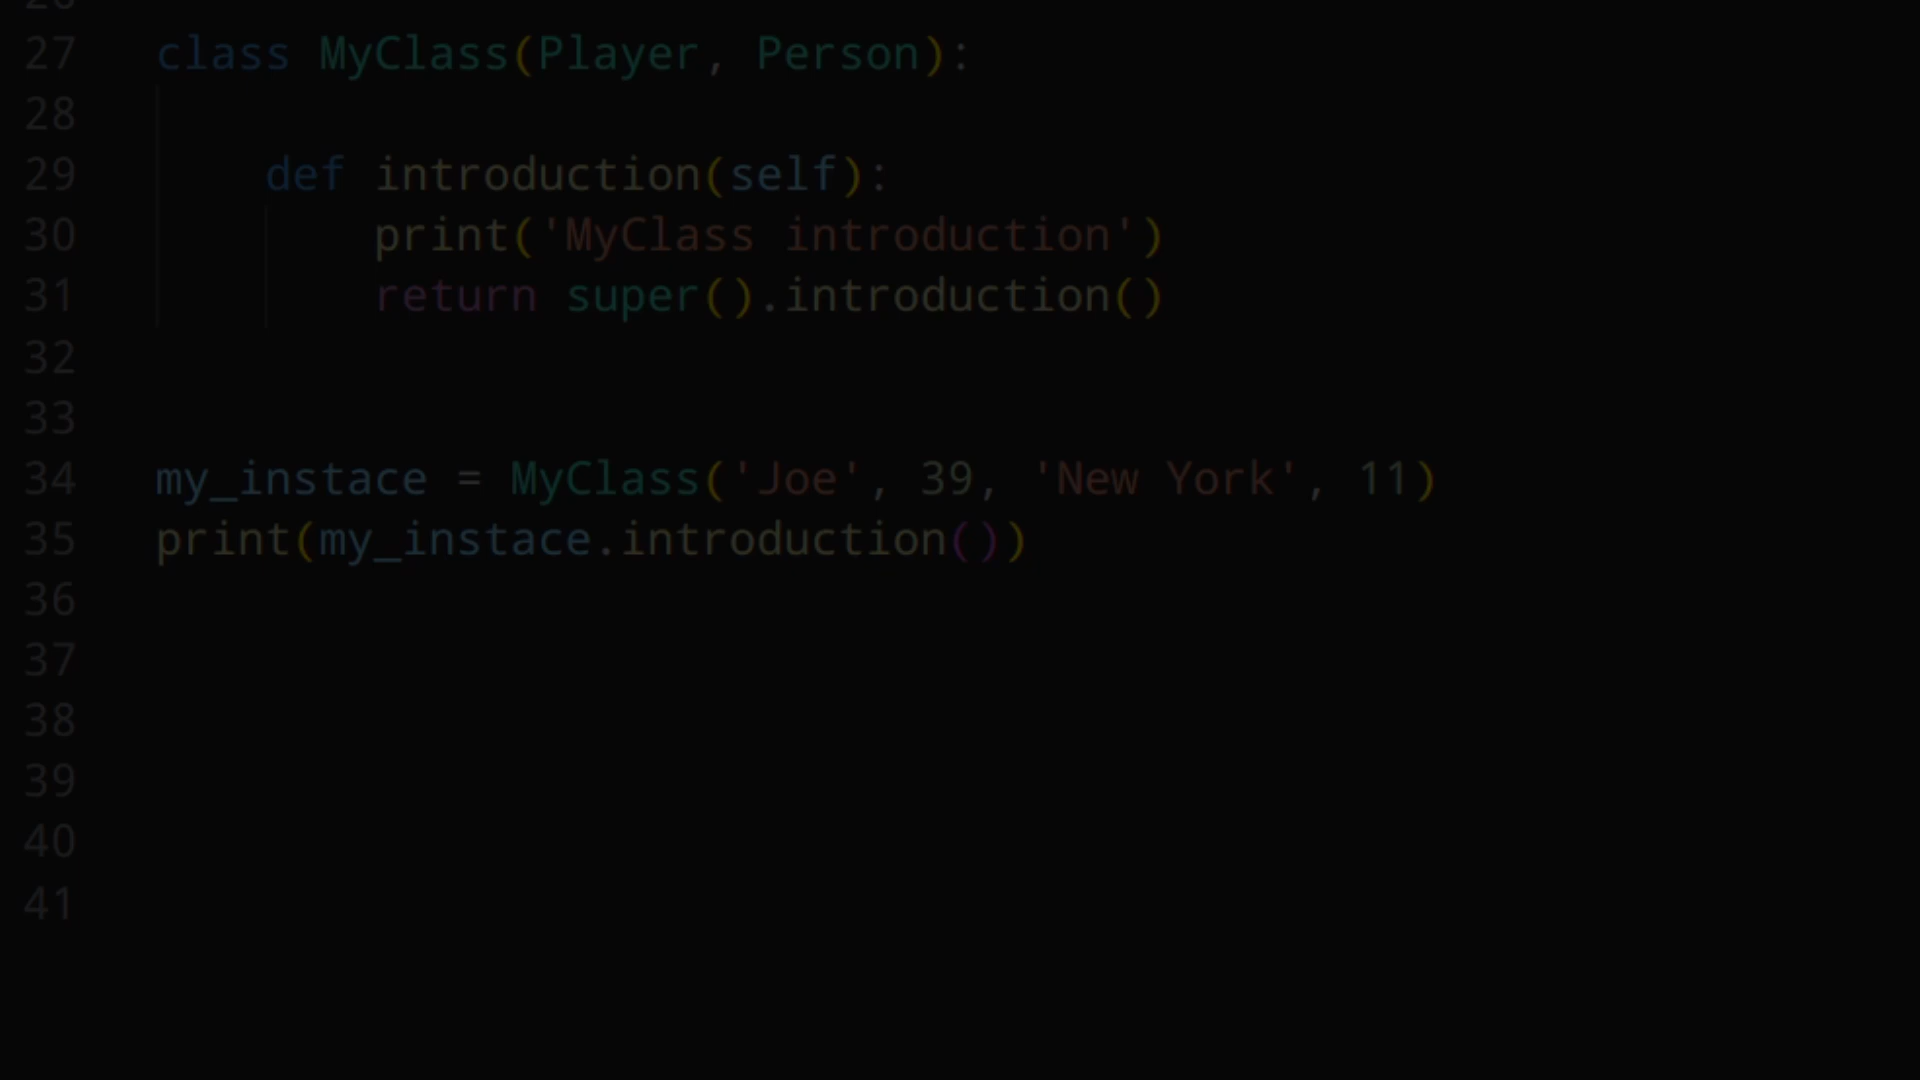 27 class MyClass(Player, Person):
28
29     def introduction(self):
30         print('MyClass introduction')
31         return super().introduction()
32
33
34 my_instace = MyClass('Joe', 39, 'New York', 11)
35 print(my_instace.introduction())
36
37
38
39
40
41